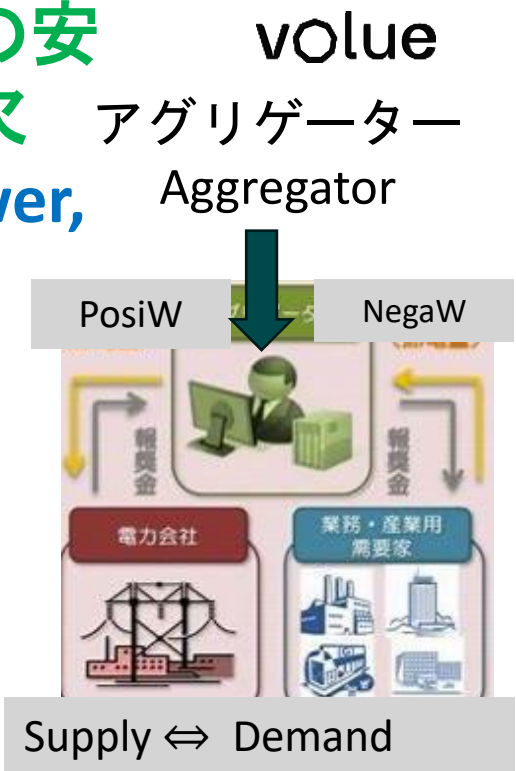 の安
volue
アグリゲーター
wer,
Aggregator
PosiW
NegaW
報奨金
報奨金
電力会社
業務・産業用
需要家
Supply ⇔ Demand